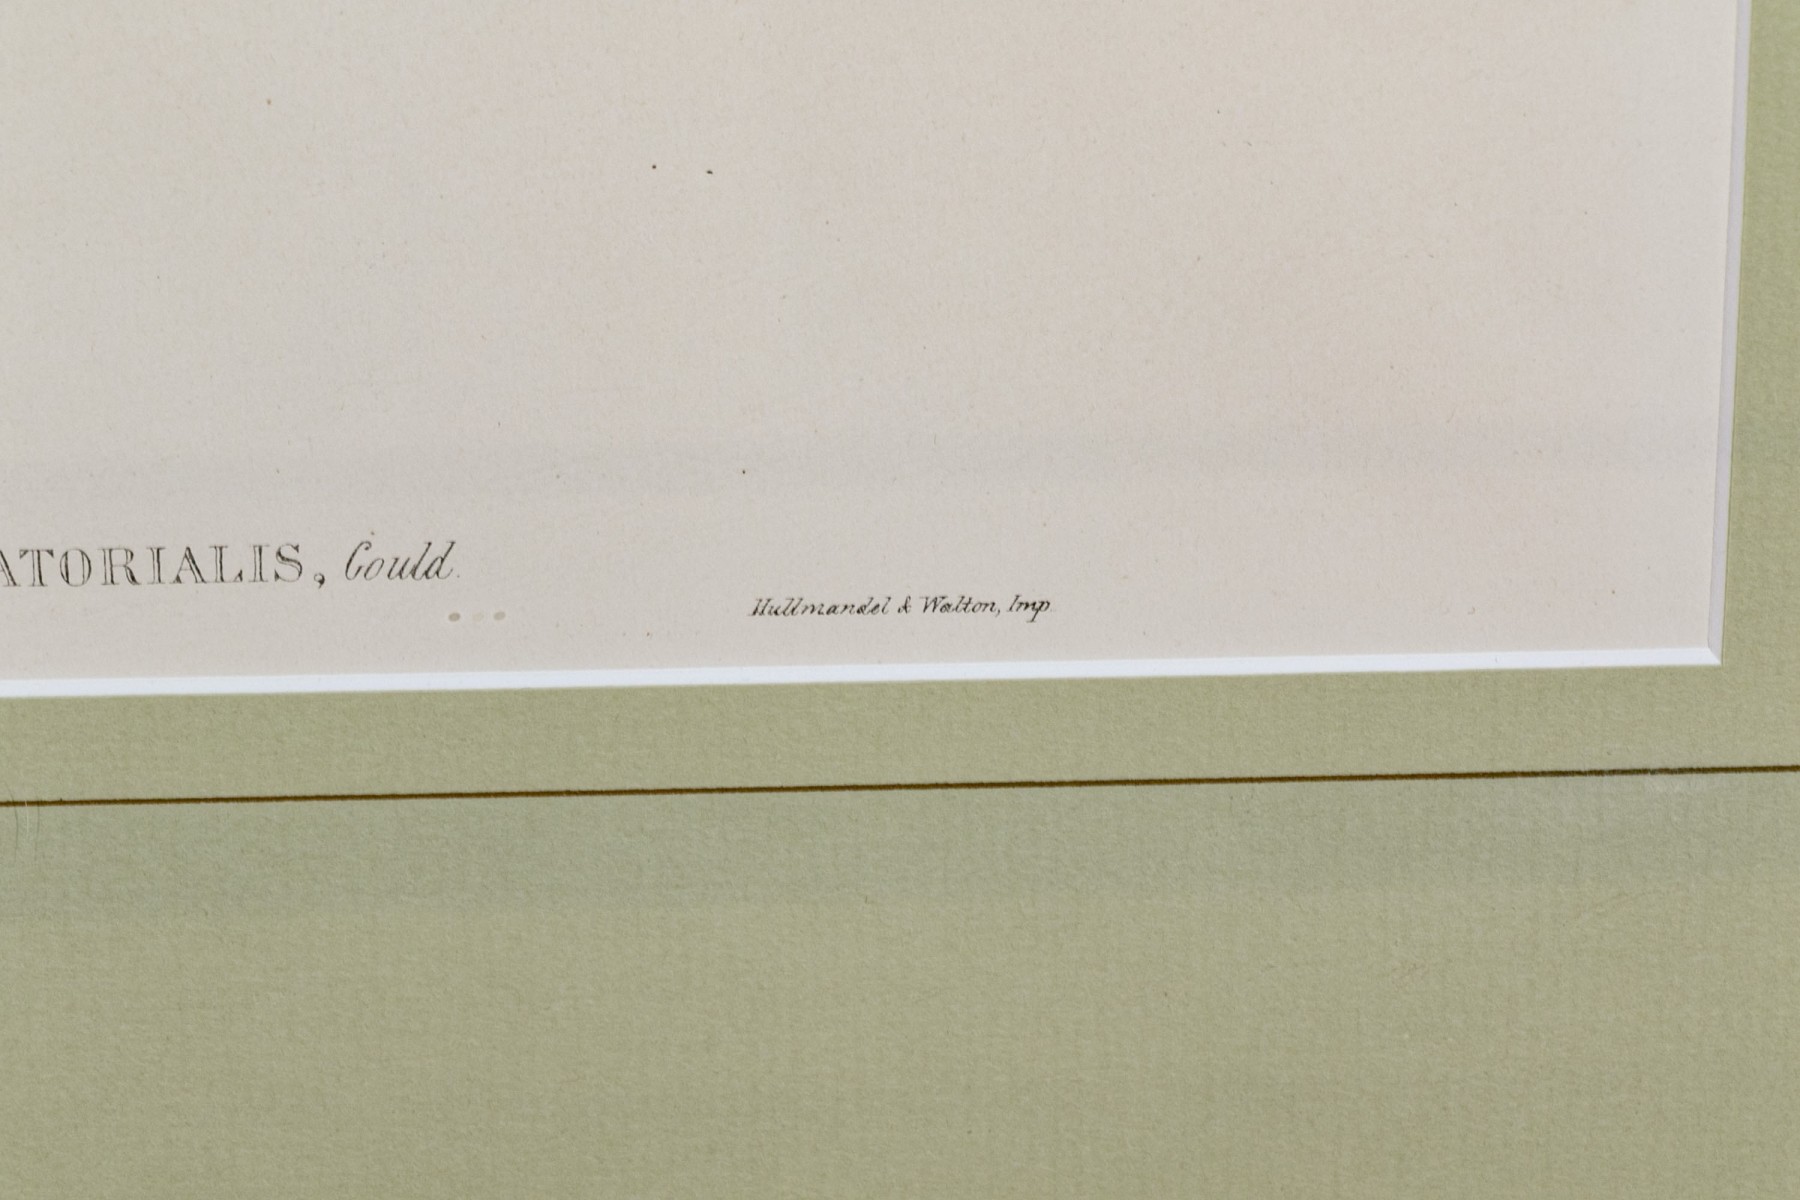 ATORIALIS, Gould.
Hullmandel & Walton, Imp.